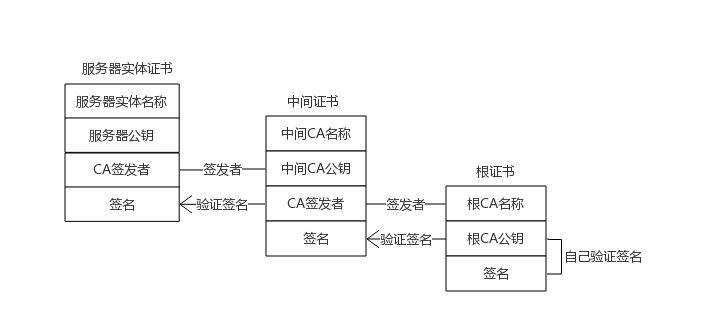 服务器实体证书
服务器实体名称
服务器公钥
CA签发者
签名
签发者
验证签名
中间证书
中间CA名称
中间CA公钥
CA签发者
签名
签发者
验证签名
根证书
根CA名称
根CA公钥
签名
自己验证签名